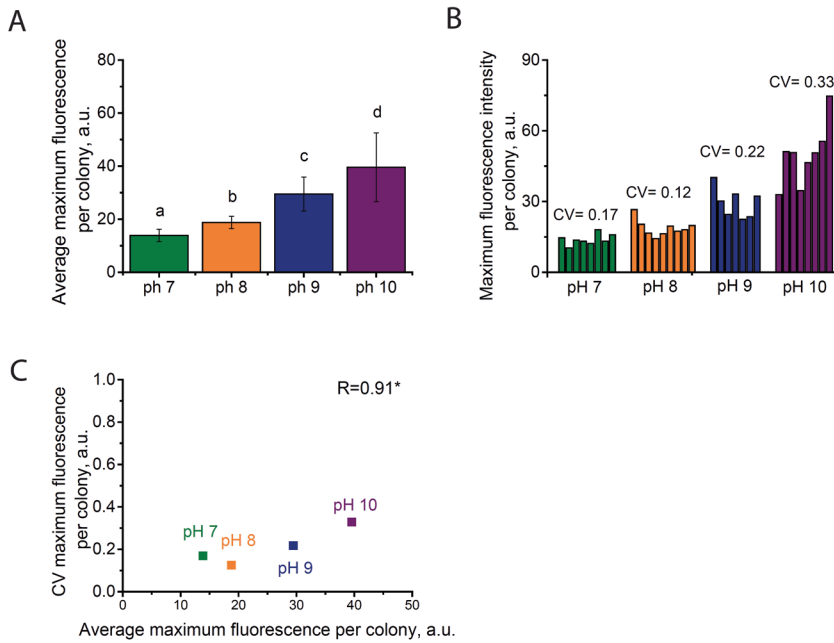 A
Average maximum fluorescence
per colony, a.u.
80
60
40
20
0
a
b
c
d
ph 7
ph 8
ph 9
ph 10
B
Maximum fluorescence intensity
per colony, a.u.
90
60
30
0
CV= 0.17
CV= 0.12
CV= 0.22
CV= 0.33
pH 7
pH 8
pH 9
pH 10
C
CV maximum fluorescence
per colony, a.u.
1.0
0.8
0.6
0.4
0.2
0.0
R=0.91*
pH 7
pH 8
pH 9
pH 10
0
10
20
30
40
50
Average maximum fluorescence per colony, a.u.